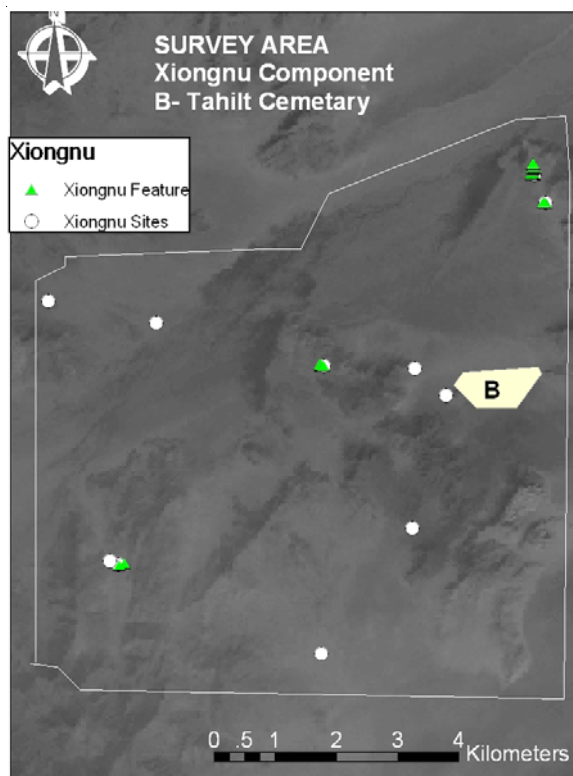 N
SURVEY AREA
Xiongnu Component
B- Tahilt Cemetary
Xiongnu
Xiongnu Feature
Xiongnu Sites
B
0 .5 1 2 3 4
Kilometers